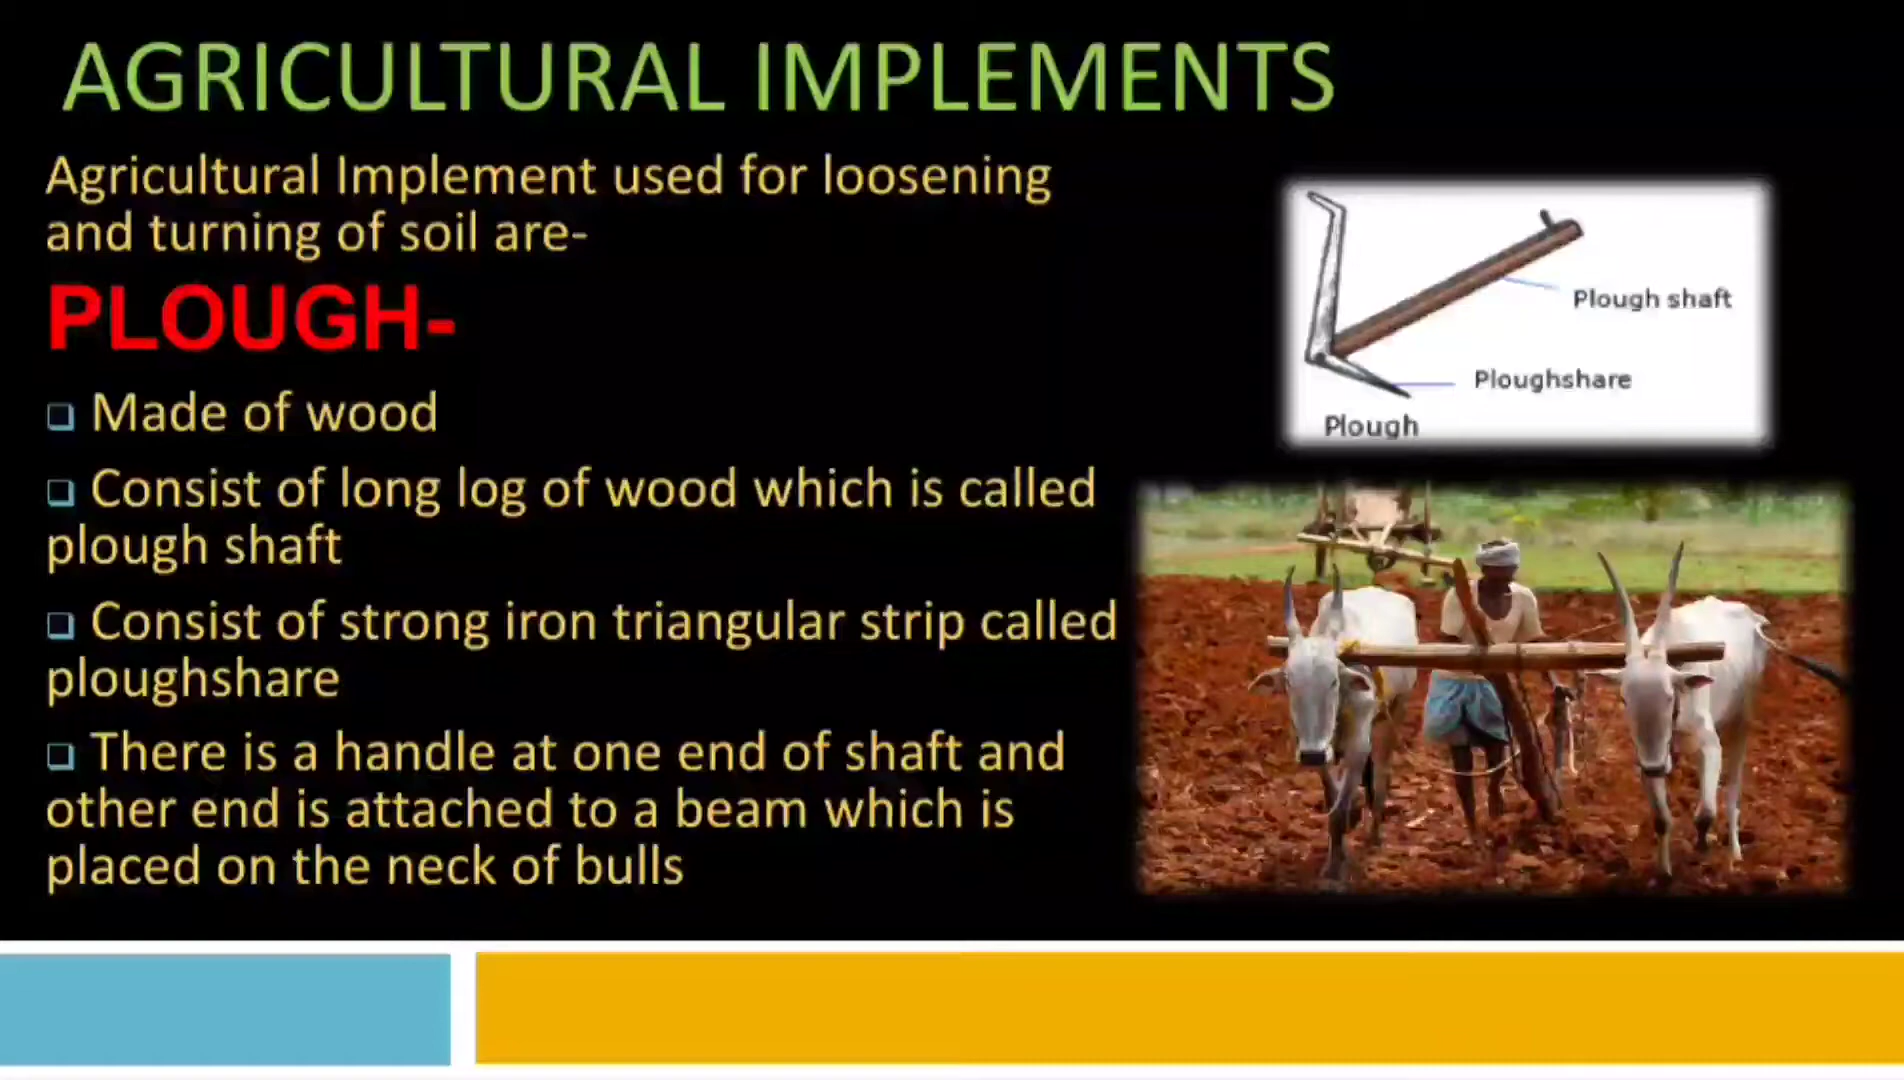 AGRICULTURAL IMPLEMENTS
Agricultural Implement used for loosening
and turning of soil are-
PLOUGH-
Made of wood
Consist of long log of wood which is called
plough shaft
Consist of strong iron triangular strip called
ploughshare
There is a handle at one end of shaft and
other end is attached to a beam which is
placed on the neck of bulls
Plough shaft
Ploughshare
Plough